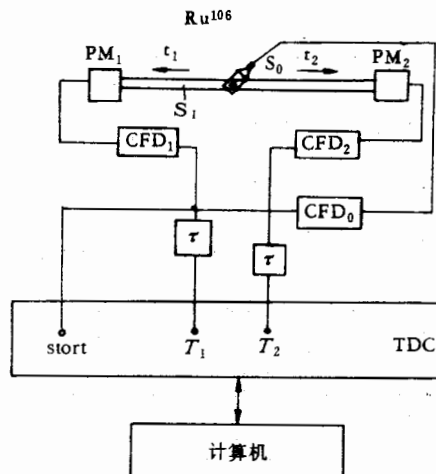 Ru¹⁰⁶
PM₁
t₁
S₀
t₂
PM₂
S₁
CFD₁
CFD₂
CFD₀
τ
τ
stort
T₁
T₂
TDC
计算机